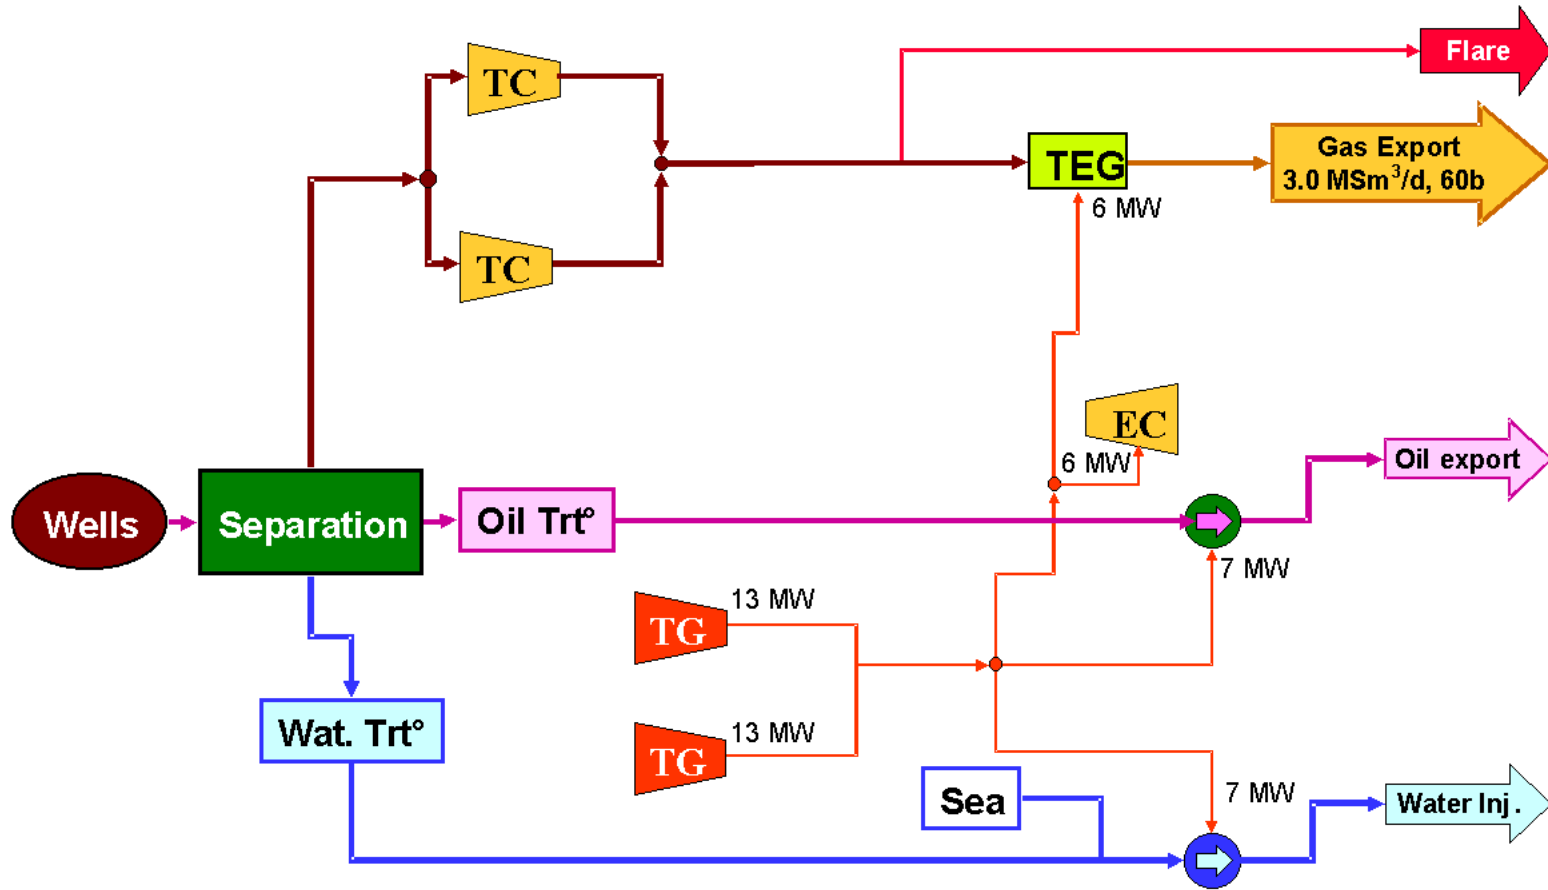 Flare
TC
Gas Export
3.0 MSm³/d, 60b
TEG
6 MW
TC
EC
6 MW
Oil export
Wells
Separation
Oil Trt°
7 MW
13 MW
TG
Wat. Trt°
13 MW
TG
Sea
7 MW
Water Inj.